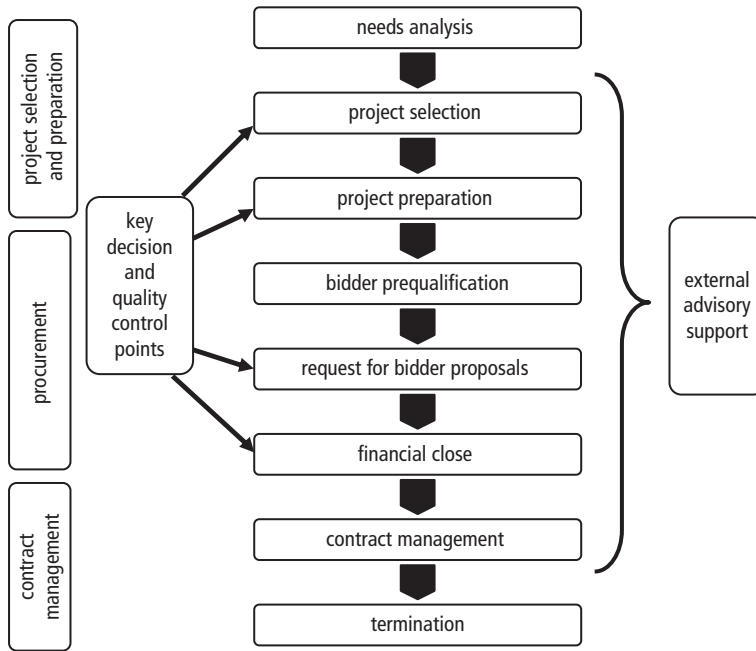 project selection
and preparation
procurement
contract
management
key
decision
and
quality
control
points
needs analysis
project selection
project preparation
bidder prequalification
request for bidder proposals
financial close
contract management
termination
external
advisory
support